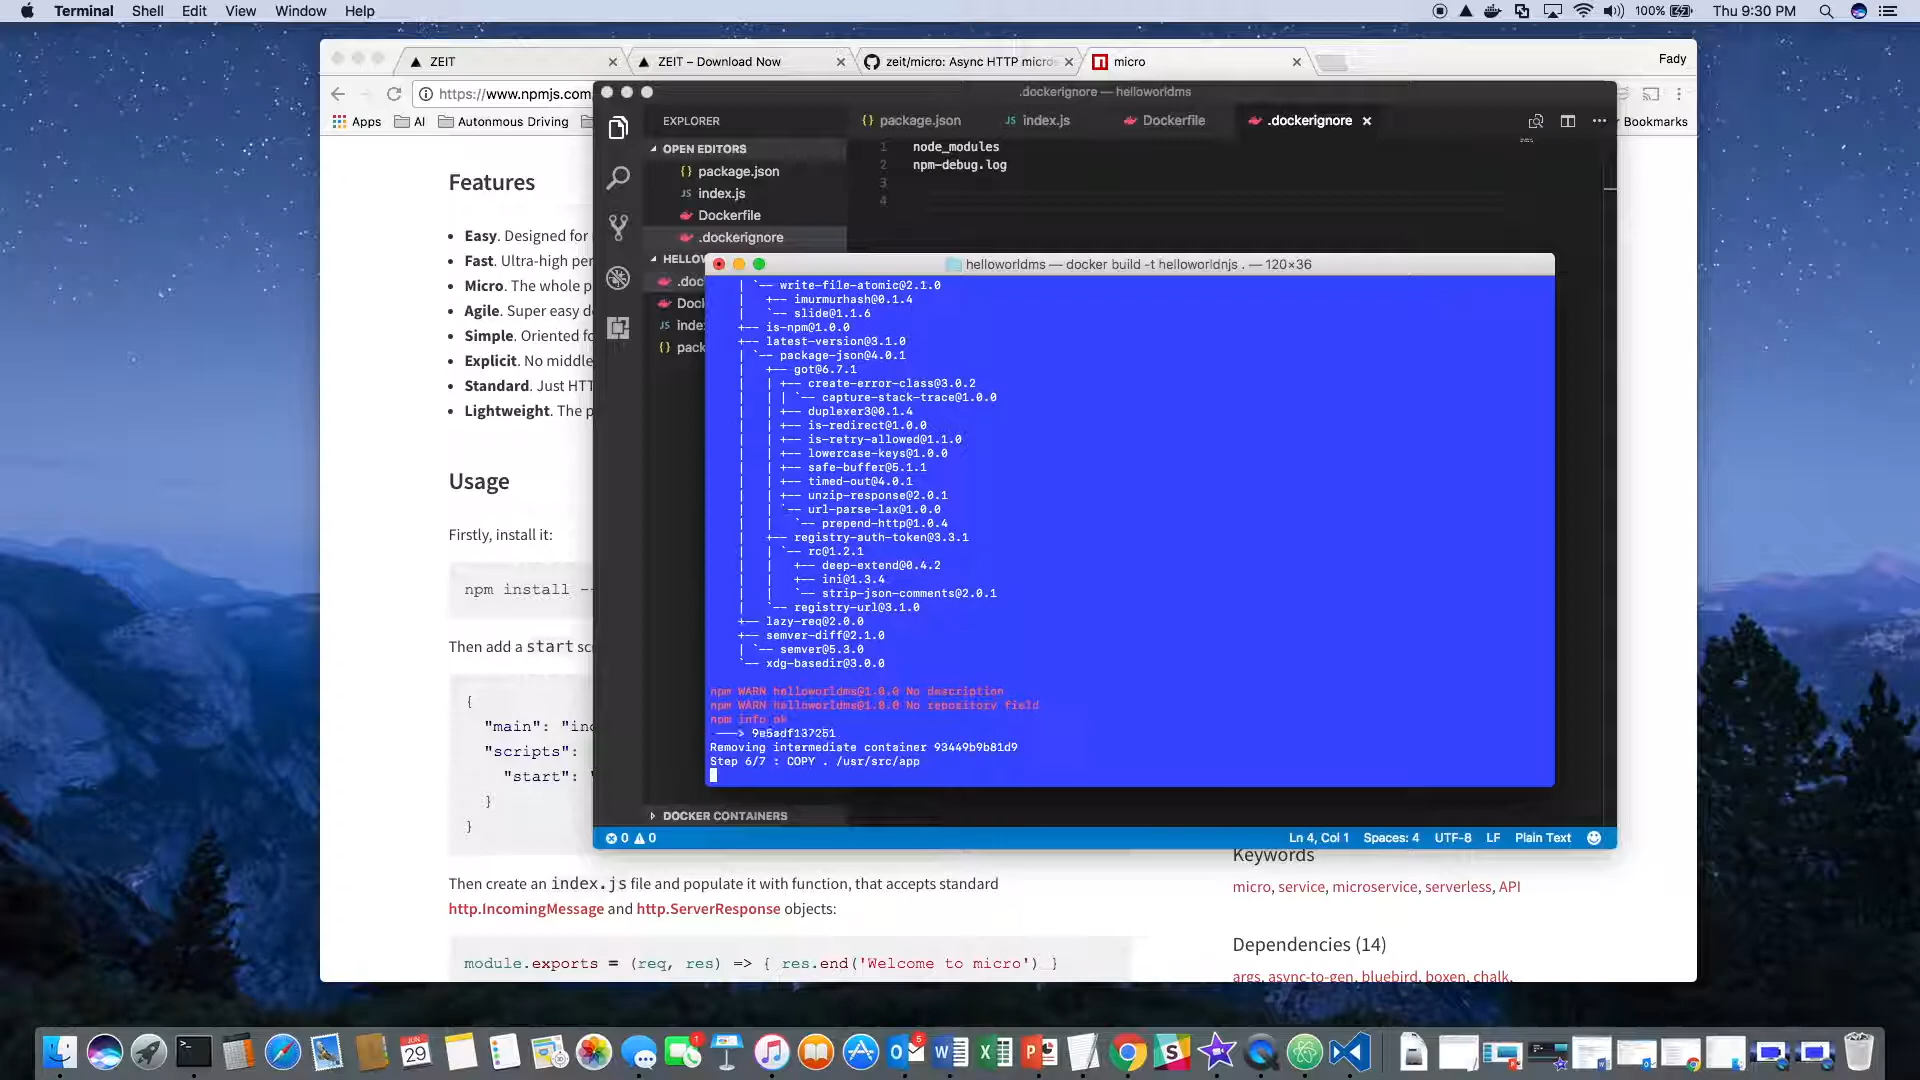 Terminal Shell Edit View Window Help
100% Thu 9:30 PM
ZEIT
ZEIT – Download Now
zeit/micro: Async HTTP micro
micro
Fady
https://www.npmjs.com
Apps AI Autonmous Driving
Bookmarks
Features
Easy. Designed for
Fast. Ultra-high per
Micro. The whole p
Agile. Super easy d
Simple. Oriented fo
Explicit. No middle
Standard. Just HTT
Lightweight. The p
Usage
Firstly, install it:
npm install --
Then add a start sc
{
"main": "ind
"scripts":
"start": "
}
}
Then create an index.js file and populate it with function, that accepts standard
http.IncomingMessage and http.ServerResponse objects:
module.exports = (req, res) => { res.end('Welcome to micro') }
Keywords
micro, service, microservice, serverless, API
Dependencies (14)
args, async-to-gen, bluebird, boxen, chalk,
.dockerignore — helloworldms
EXPLORER
OPEN EDITORS
{} package.json
JS index.js
Dockerfile
.dockerignore
HELLOW
.doc
Dock
JS inde
{} pack
DOCKER CONTAINERS
{} package.json JS index.js Dockerfile .dockerignore
1 node_modules
2 npm-debug.log
3
4
0 0
Ln 4, Col 1 Spaces: 4 UTF-8 LF Plain Text
helloworldms — docker build -t helloworldnjs . — 120×36
| `-- write-file-atomic@2.1.0
| +-- imurmurhash@0.1.4
| `-- slide@1.1.6
+-- is-npm@1.0.0
+-- latest-version@3.1.0
| `-- package-json@4.0.1
| +-- got@6.7.1
| | +-- create-error-class@3.0.2
| | | `-- capture-stack-trace@1.0.0
| | +-- duplexer3@0.1.4
| | +-- is-redirect@1.0.0
| | +-- is-retry-allowed@1.1.0
| | +-- lowercase-keys@1.0.0
| | +-- safe-buffer@5.1.1
| | +-- timed-out@4.0.1
| | +-- unzip-response@2.0.1
| | `-- url-parse-lax@1.0.0
| | `-- prepend-http@1.0.4
| +-- registry-auth-token@3.3.1
| | `-- rc@1.2.1
| | +-- deep-extend@0.4.2
| | +-- ini@1.3.4
| | `-- strip-json-comments@2.0.1
| `-- registry-url@3.1.0
+-- lazy-req@2.0.0
+-- semver-diff@2.1.0
| `-- semver@5.3.0
`-- xdg-basedir@3.0.0
npm WARN helloworldms@1.0.0 No description
npm WARN helloworldms@1.0.0 No repository field
npm info ok
---> 9e5adf137251
Removing intermediate container 93449b9b81d9
Step 6/7 : COPY . /usr/src/app
JUN
29
1
5